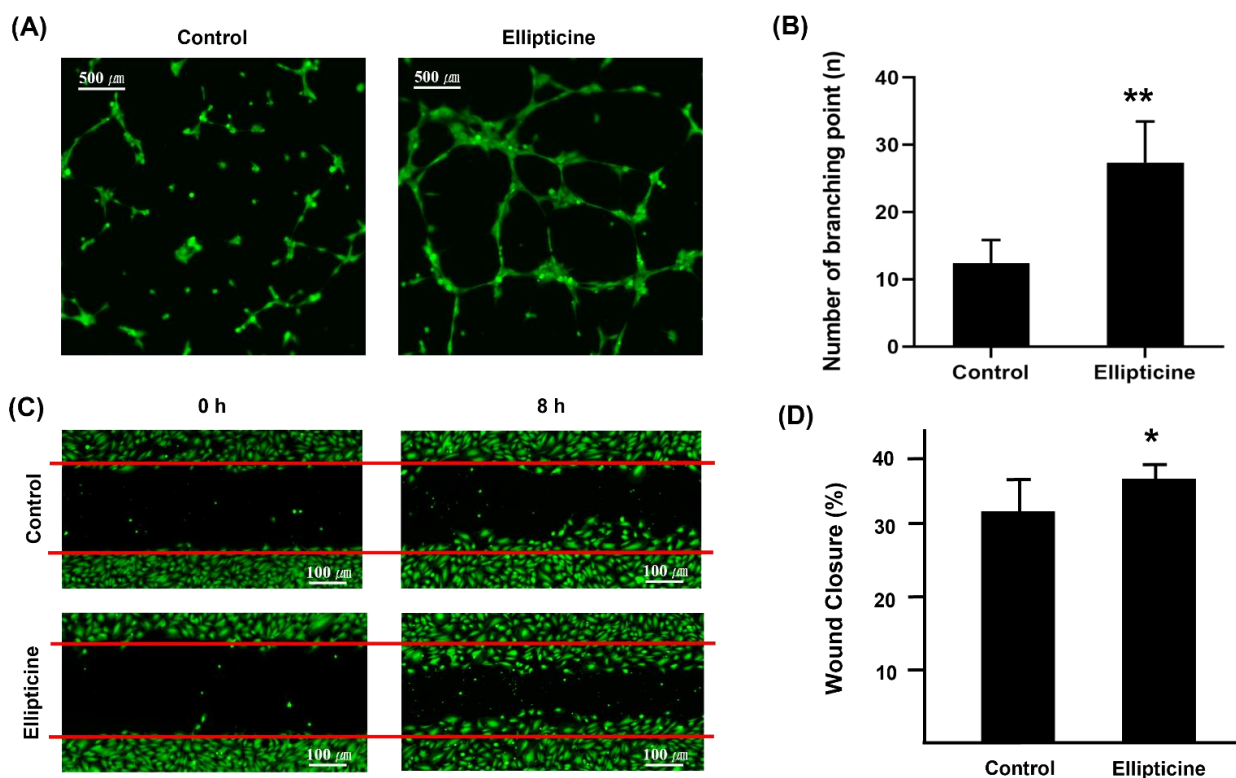 (A)
Control
Ellipticine
500 ㎛
500 ㎛
(B)
Number of branching point (n)
40
30
20
10
0
**
Control
Ellipticine
(C)
0 h
8 h
Control
100 ㎛
100 ㎛
Ellipticine
100 ㎛
100 ㎛
(D)
Wound Closure (%)
40
30
20
10
*
Control
Ellipticine